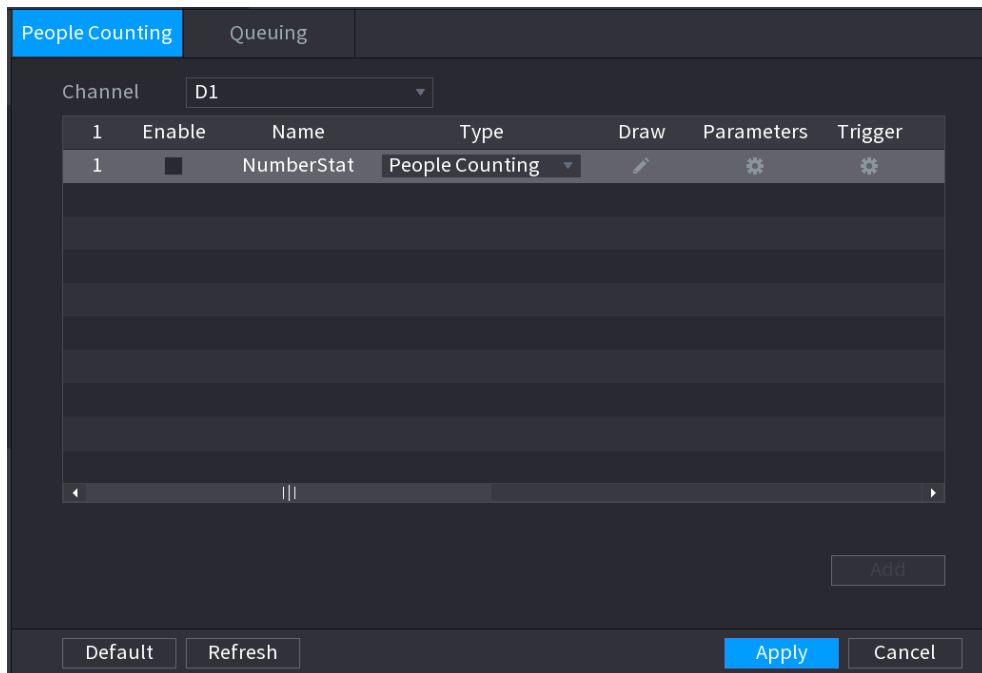 People Counting Queuing
Channel D1
1 Enable Name Type Draw Parameters Trigger
1 NumberStat People Counting
Add
Default Refresh Apply Cancel